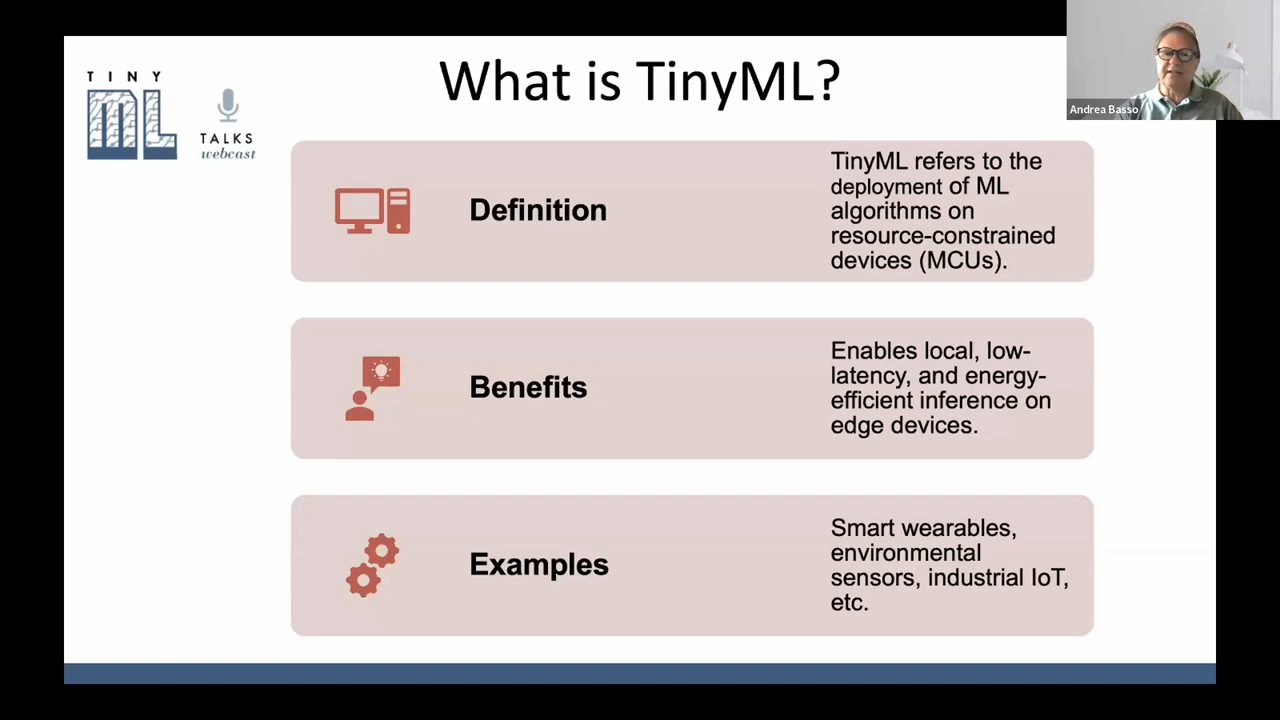 TINY
ML
TALKS
webcast
What is TinyML?
Andrea Basso
Definition
TinyML refers to the
deployment of ML
algorithms on
resource-constrained
devices (MCUs).
Benefits
Enables local, low-
latency, and energy-
efficient inference on
edge devices.
Examples
Smart wearables,
environmental
sensors, industrial IoT,
etc.